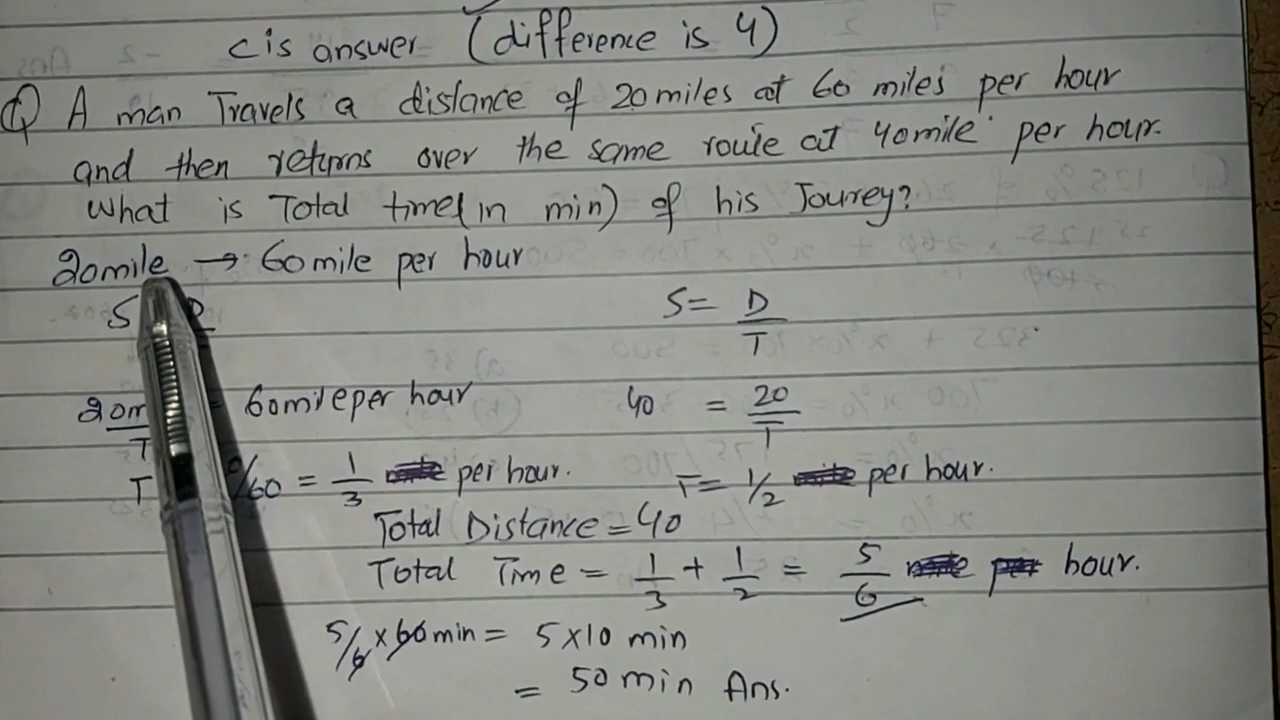 c is answer (difference is 4)
Q A man Travels a distance of 20 miles at 60 miles per hour
and then returns over the same route at 40 mile per hour.
What is Total time (in min) of his Jourrey?
20mile → 60 mile per hour
S
S = D/T
20m
T
60 mile per hour
40 = 20/T
T /60 = 1/3 per hour.
T = 1/2 per hour.
Total Distance = 40
Total Time = 1/3 + 1/2 = 5/6 hour.
5/6 x 60 min = 5 x 10 min
= 50 min Ans.